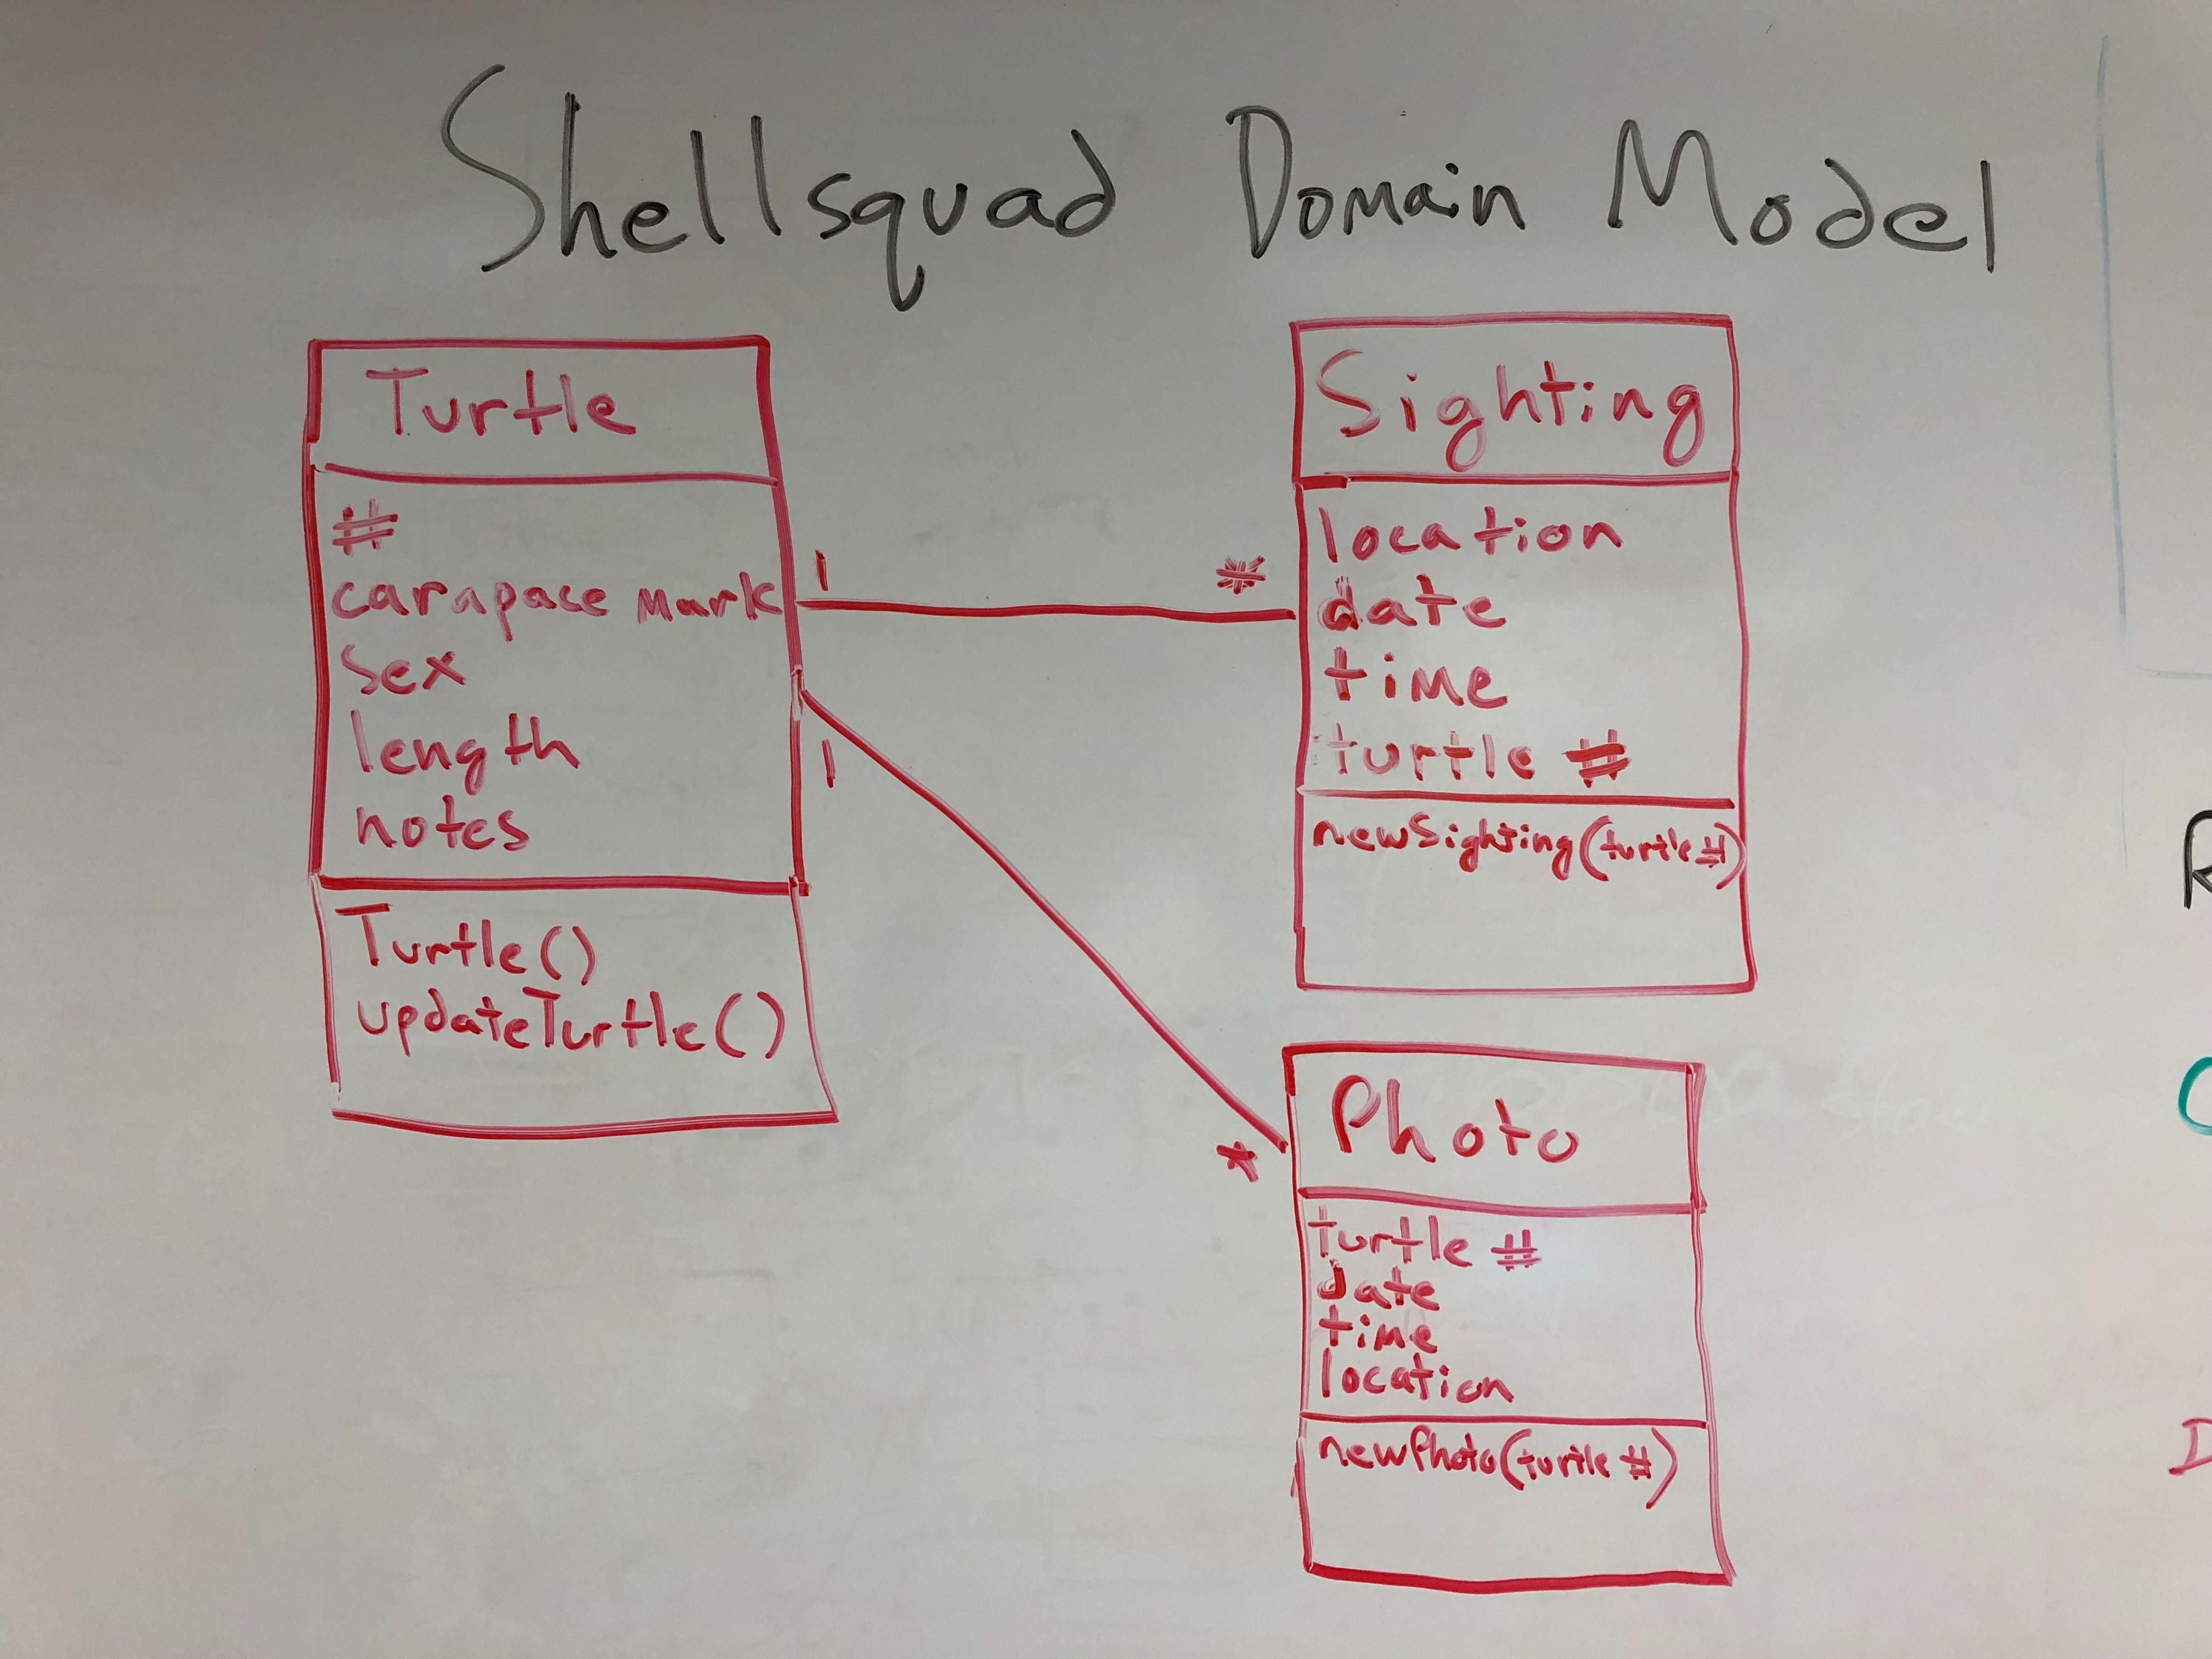 Shellsquad Domain Model
Turtle
#
carapace mark
sex
length
notes
Turtle()
updateTurtle()
1
*
1
*
Sighting
location
date
time
turtle #
newSighting(turtle#)
Photo
turtle #
date
time
location
newPhoto(turtle #)
R